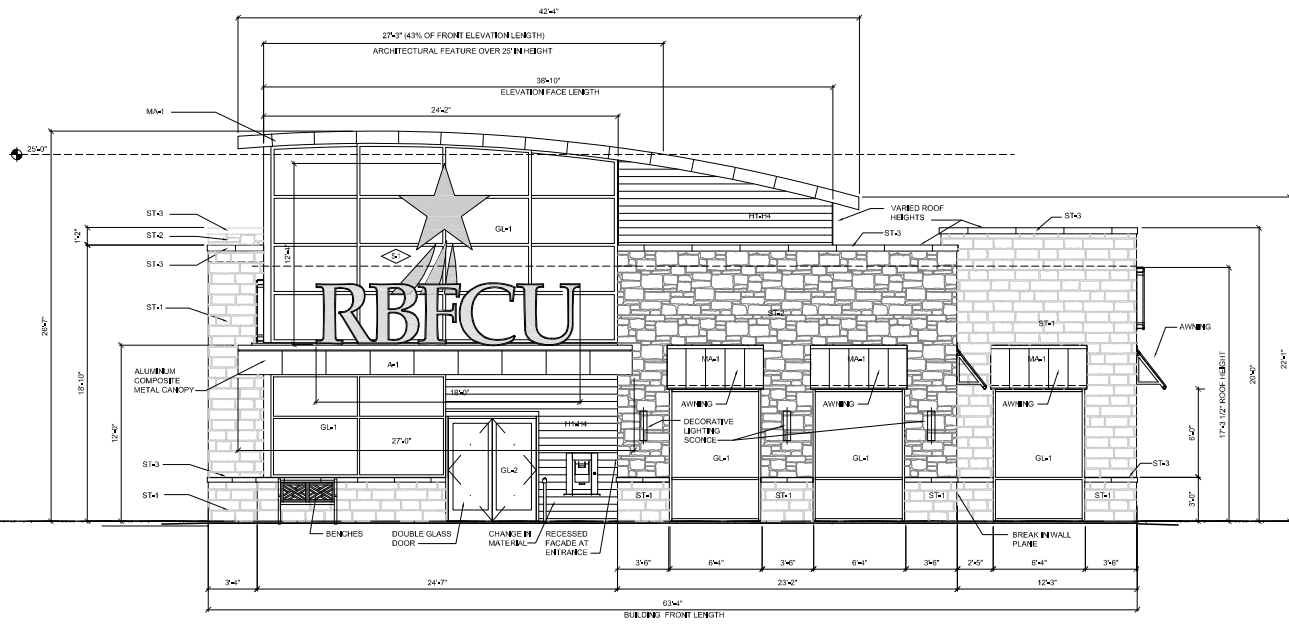 42'-4"
27'-3" (43% OF FRONT ELEVATION LENGTH)
ARCHITECTURAL FEATURE OVER 25' IN HEIGHT
38'-10"
ELEVATION FACE LENGTH
24'-2"
MA-1
25'-0"
ST-3
ST-2
ST-3
1'-2"
GL-1
H1-H4
VARIED ROOF
HEIGHTS
ST-3
ST-3
12'-4"
S-1
RBFCU
ST-1
ST-2
ST-1
AWNING
26'-7"
18'-10"
12'-0"
ALUMINUM
COMPOSITE
METAL CANOPY
A-1
MA-1
MA-1
MA-1
18'-0"
AWNING
AWNING
AWNING
DECORATIVE
LIGHTING
SCONCE
GL-1
27'-0"
H1-H4
GL-2
GL-1
GL-1
GL-1
ST-3
ST-3
ST-1
ST-1
ST-1
ST-1
ST-1
6'-0"
3'-0"
17'-3 1/2" ROOF HEIGHT
20'-0"
22'-1"
BENCHES
DOUBLE GLASS
DOOR
CHANGE IN
MATERIAL
RECESSED
FACADE AT
ENTRANCE
BREAK IN WALL
PLANE
3'-6"
6'-4"
3'-6"
6'-4"
3'-6"
2'-5"
6'-4"
3'-6"
3'-4"
24'-7"
23'-2"
12'-3"
63'-4"
BUILDING FRONT LENGTH